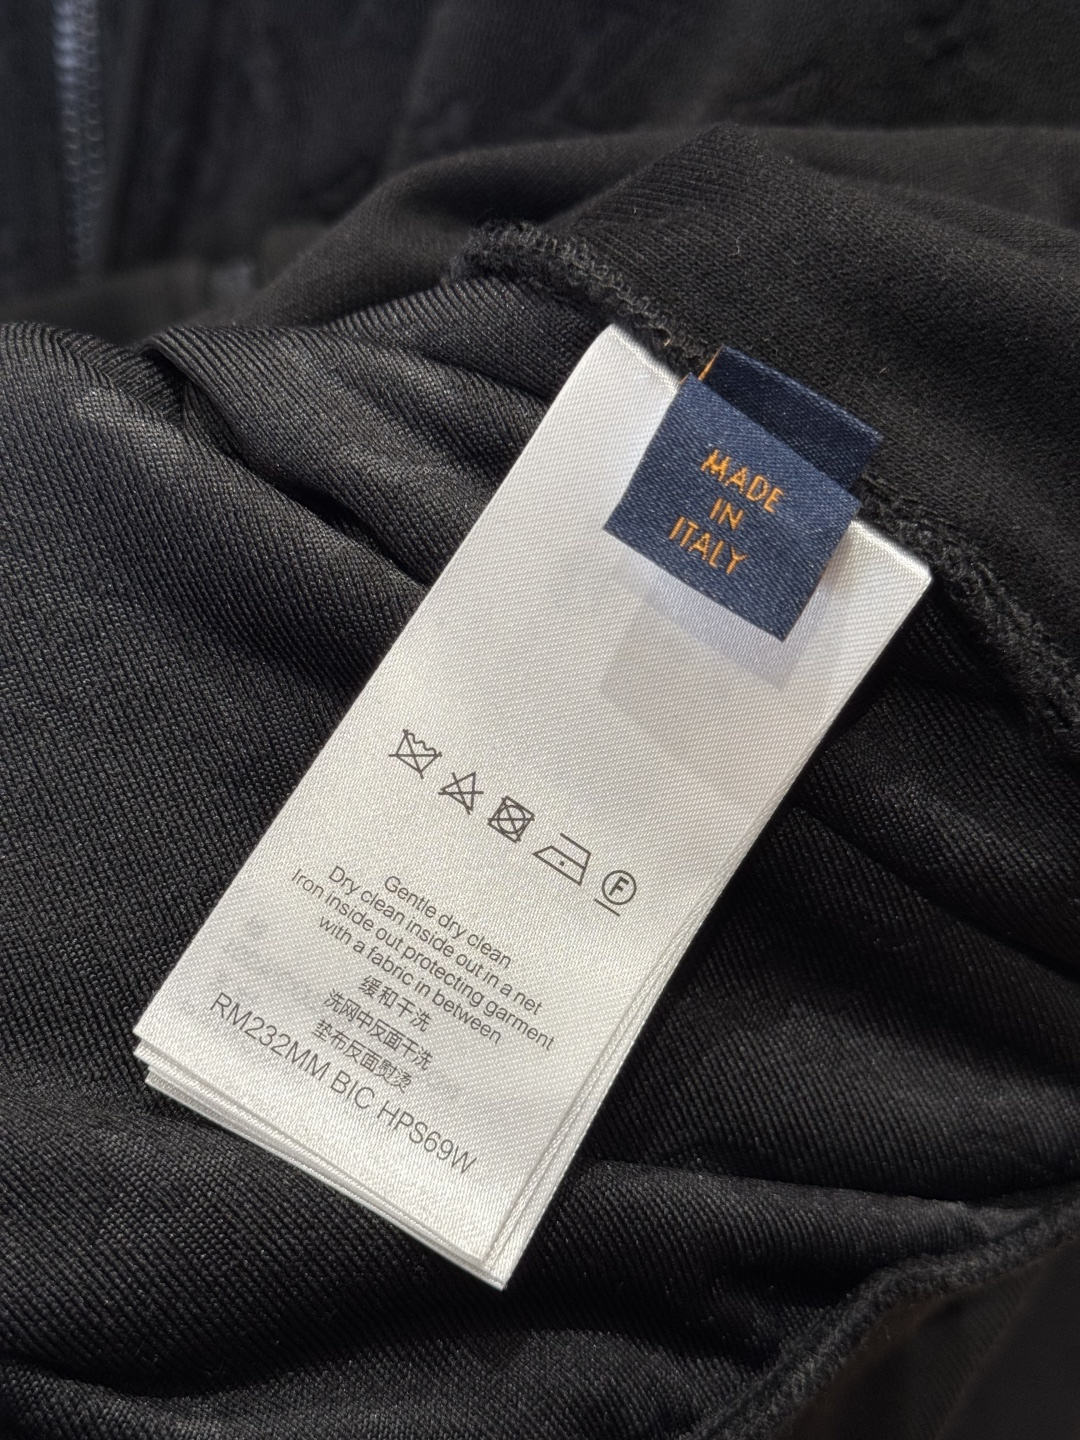 MADE
IN
ITALY
F
Gentle dry clean
Dry clean inside out in a net
Iron inside out protecting garment
with a fabric in between
缓和干洗
洗网中反面干洗
垫布反面熨烫
RM232MM BIC HPS69W